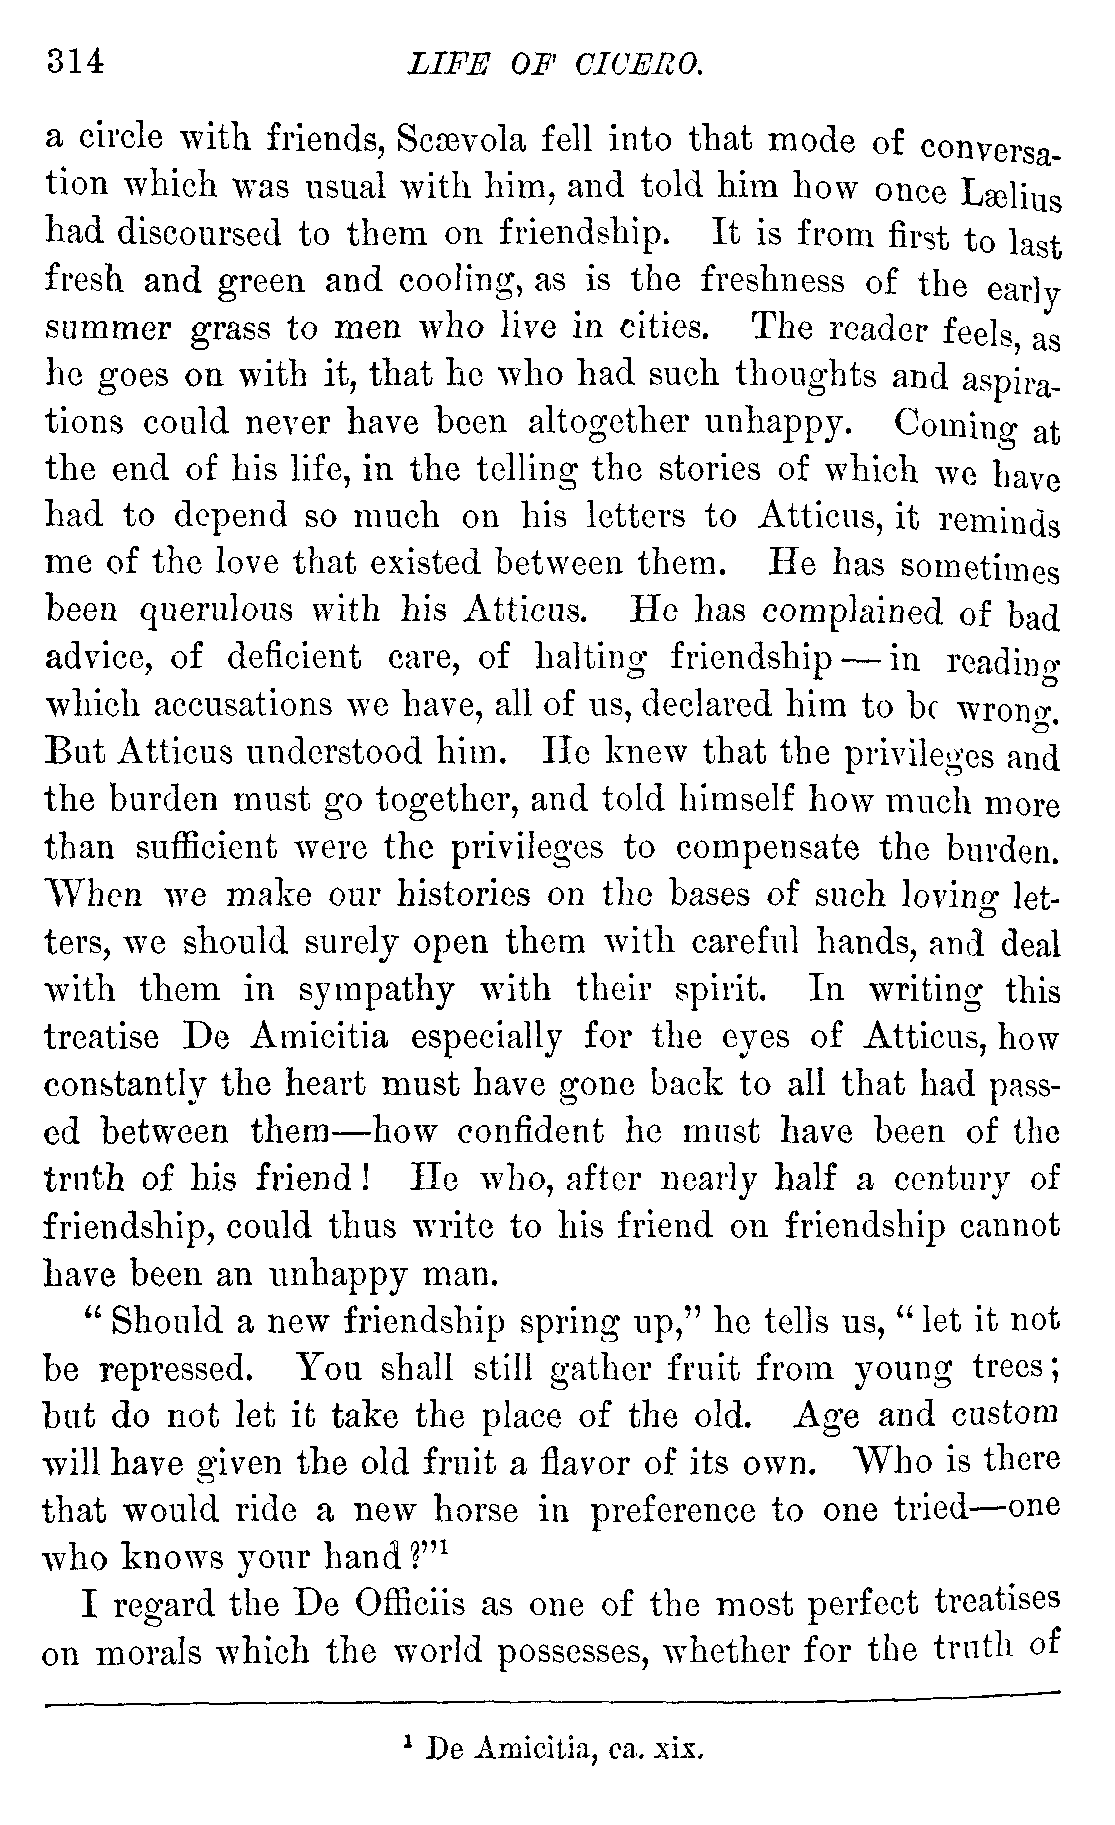 314 LIFE OF CICERO.
a circle with friends, Scævola fell into that mode of conversa-
tion which was usual with him, and told him how once Lælius
had discoursed to them on friendship. It is from first to last
fresh and green and cooling, as is the freshness of the early
summer grass to men who live in cities. The reader feels, as
he goes on with it, that he who had such thoughts and aspira-
tions could never have been altogether unhappy. Coming at
the end of his life, in the telling the stories of which we have
had to depend so much on his letters to Atticus, it reminds
me of the love that existed between them. He has sometimes
been querulous with his Atticus. He has complained of bad
advice, of deficient care, of halting friendship — in reading
which accusations we have, all of us, declared him to be wrong.
But Atticus understood him. He knew that the privileges and
the burden must go together, and told himself how much more
than sufficient were the privileges to compensate the burden.
When we make our histories on the bases of such loving let-
ters, we should surely open them with careful hands, and deal
with them in sympathy with their spirit. In writing this
treatise De Amicitia especially for the eyes of Atticus, how
constantly the heart must have gone back to all that had pass-
ed between them—how confident he must have been of the
truth of his friend! He who, after nearly half a century of
friendship, could thus write to his friend on friendship cannot
have been an unhappy man.
"Should a new friendship spring up," he tells us, "let it not
be repressed. You shall still gather fruit from young trees;
but do not let it take the place of the old. Age and custom
will have given the old fruit a flavor of its own. Who is there
that would ride a new horse in preference to one tried—one
who knows your hand?"¹
I regard the De Officiis as one of the most perfect treatises
on morals which the world possesses, whether for the truth of
¹ De Amicitia, ca. xix.